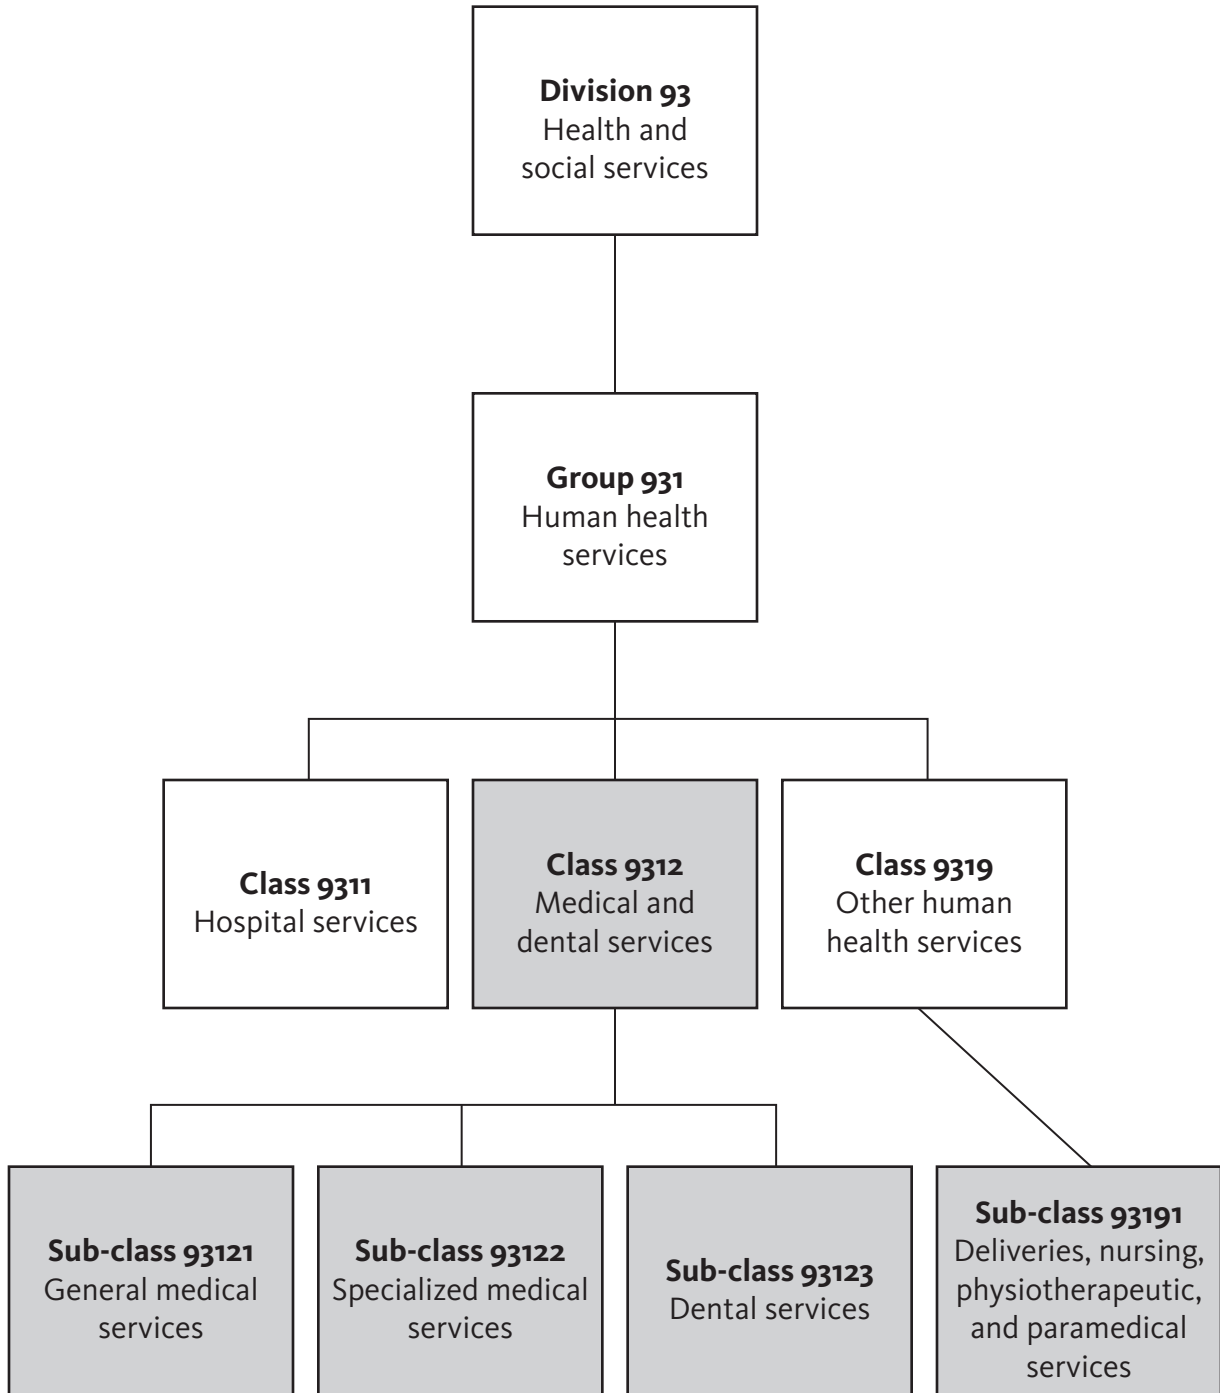 Division 93
Health and
social services
Group 931
Human health
services
Class 9311
Hospital services
Class 9312
Medical and
dental services
Class 9319
Other human
health services
Sub-class 93121
General medical
services
Sub-class 93122
Specialized medical
services
Sub-class 93123
Dental services
Sub-class 93191
Deliveries, nursing,
physiotherapeutic,
and paramedical
services